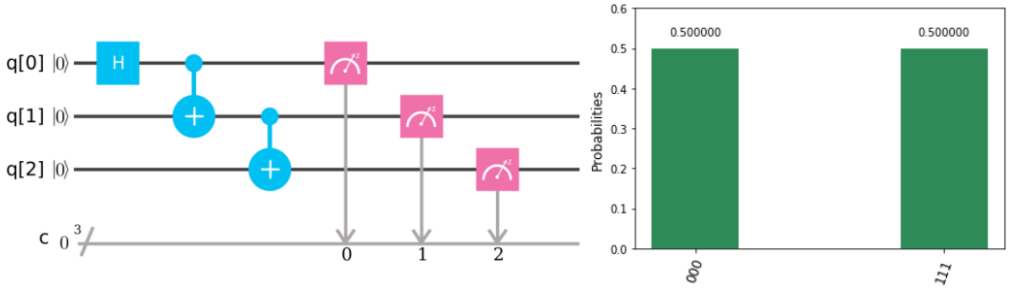 q[0] |0⟩ H
q[1] |0⟩
q[2] |0⟩
c 0 3
0 1 2
z
z
z
Probabilities
0.6
0.5
0.4
0.3
0.2
0.1
0.0
0.500000 0.500000
000 111